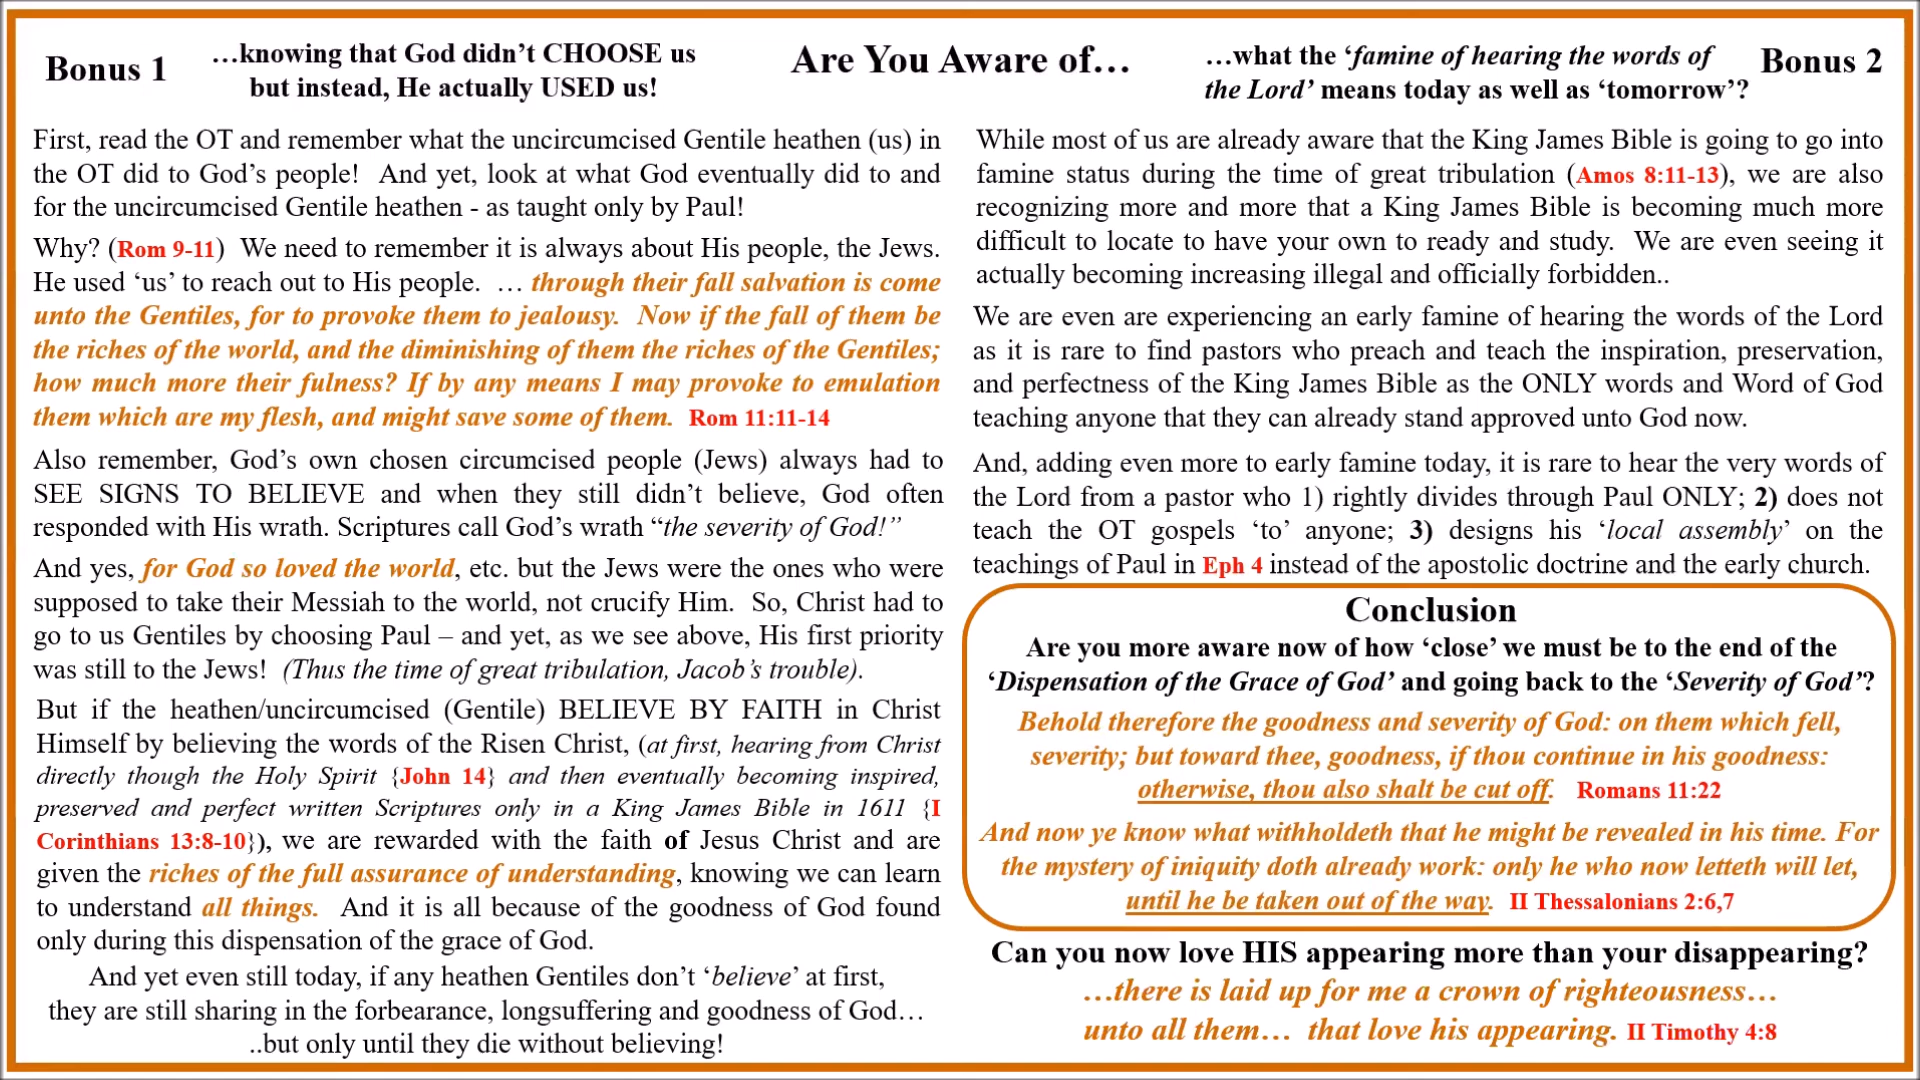 Bonus 1
…knowing that God didn’t CHOOSE us
but instead, He actually USED us!
Are You Aware of…
…what the ‘famine of hearing the words of
the Lord’ means today as well as ‘tomorrow’?
Bonus 2
First, read the OT and remember what the uncircumcised Gentile heathen (us) in
the OT did to God’s people!  And yet, look at what God eventually did to and
for the uncircumcised Gentile heathen - as taught only by Paul!
Why? (Rom 9-11)  We need to remember it is always about His people, the Jews.
He used ‘us’ to reach out to His people.  … through their fall salvation is come
unto the Gentiles, for to provoke them to jealousy.  Now if the fall of them be
the riches of the world, and the diminishing of them the riches of the Gentiles;
how much more their fulness? If by any means I may provoke to emulation
them which are my flesh, and might save some of them.  Rom 11:11-14
Also remember, God’s own chosen circumcised people (Jews) always had to
SEE SIGNS TO BELIEVE and when they still didn’t believe, God often
responded with His wrath. Scriptures call God’s wrath “the severity of God!”
And yes, for God so loved the world, etc. but the Jews were the ones who were
supposed to take their Messiah to the world, not crucify Him.  So, Christ had to
go to us Gentiles by choosing Paul – and yet, as we see above, His first priority
was still to the Jews!  (Thus the time of great tribulation, Jacob’s trouble).
But if the heathen/uncircumcised (Gentile) BELIEVE BY FAITH in Christ
Himself by believing the words of the Risen Christ, (at first, hearing from Christ
directly though the Holy Spirit {John 14} and then eventually becoming inspired,
preserved and perfect written Scriptures only in a King James Bible in 1611 {I
Corinthians 13:8-10}), we are rewarded with the faith of Jesus Christ and are
given the riches of the full assurance of understanding, knowing we can learn
to understand all things.  And it is all because of the goodness of God found
only during this dispensation of the grace of God.
And yet even still today, if any heathen Gentiles don’t ‘believe’ at first,
they are still sharing in the forbearance, longsuffering and goodness of God…
..but only until they die without believing!
While most of us are already aware that the King James Bible is going to go into
famine status during the time of great tribulation (Amos 8:11-13), we are also
recognizing more and more that a King James Bible is becoming much more
difficult to locate to have your own to ready and study.  We are even seeing it
actually becoming increasing illegal and officially forbidden..
We are even are experiencing an early famine of hearing the words of the Lord
as it is rare to find pastors who preach and teach the inspiration, preservation,
and perfectness of the King James Bible as the ONLY words and Word of God
teaching anyone that they can already stand approved unto God now.
And, adding even more to early famine today, it is rare to hear the very words of
the Lord from a pastor who 1) rightly divides through Paul ONLY; 2) does not
teach the OT gospels ‘to’ anyone; 3) designs his ‘local assembly’ on the
teachings of Paul in Eph 4 instead of the apostolic doctrine and the early church.
Conclusion
Are you more aware now of how ‘close’ we must be to the end of the
‘Dispensation of the Grace of God’ and going back to the ‘Severity of God’?
Behold therefore the goodness and severity of God: on them which fell,
severity; but toward thee, goodness, if thou continue in his goodness:
otherwise, thou also shalt be cut off.  Romans 11:22
And now ye know what withholdeth that he might be revealed in his time. For
the mystery of iniquity doth already work: only he who now letteth will let,
until he be taken out of the way.  II Thessalonians 2:6,7
Can you now love HIS appearing more than your disappearing?
…there is laid up for me a crown of righteousness…
unto all them…  that love his appearing. II Timothy 4:8